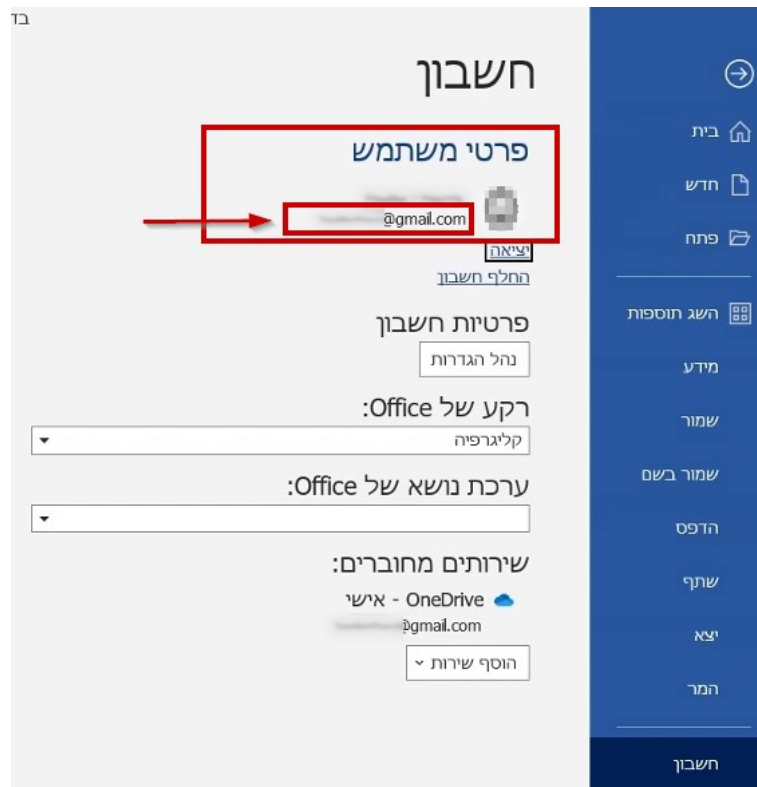 בד
חשבון
פרטי משתמש
@gmail.com
יציאה
החלף חשבון
פרטיות חשבון
נהל הגדרות
רקע של Office:
קליגרפיה
ערכת נושא של Office:
שירותים מחוברים:
OneDrive - אישי
@gmail.com
הוסף שירות
בית
חדש
פתח
השג תוספות
מידע
שמור
שמור בשם
הדפס
שתף
יצא
המר
חשבון